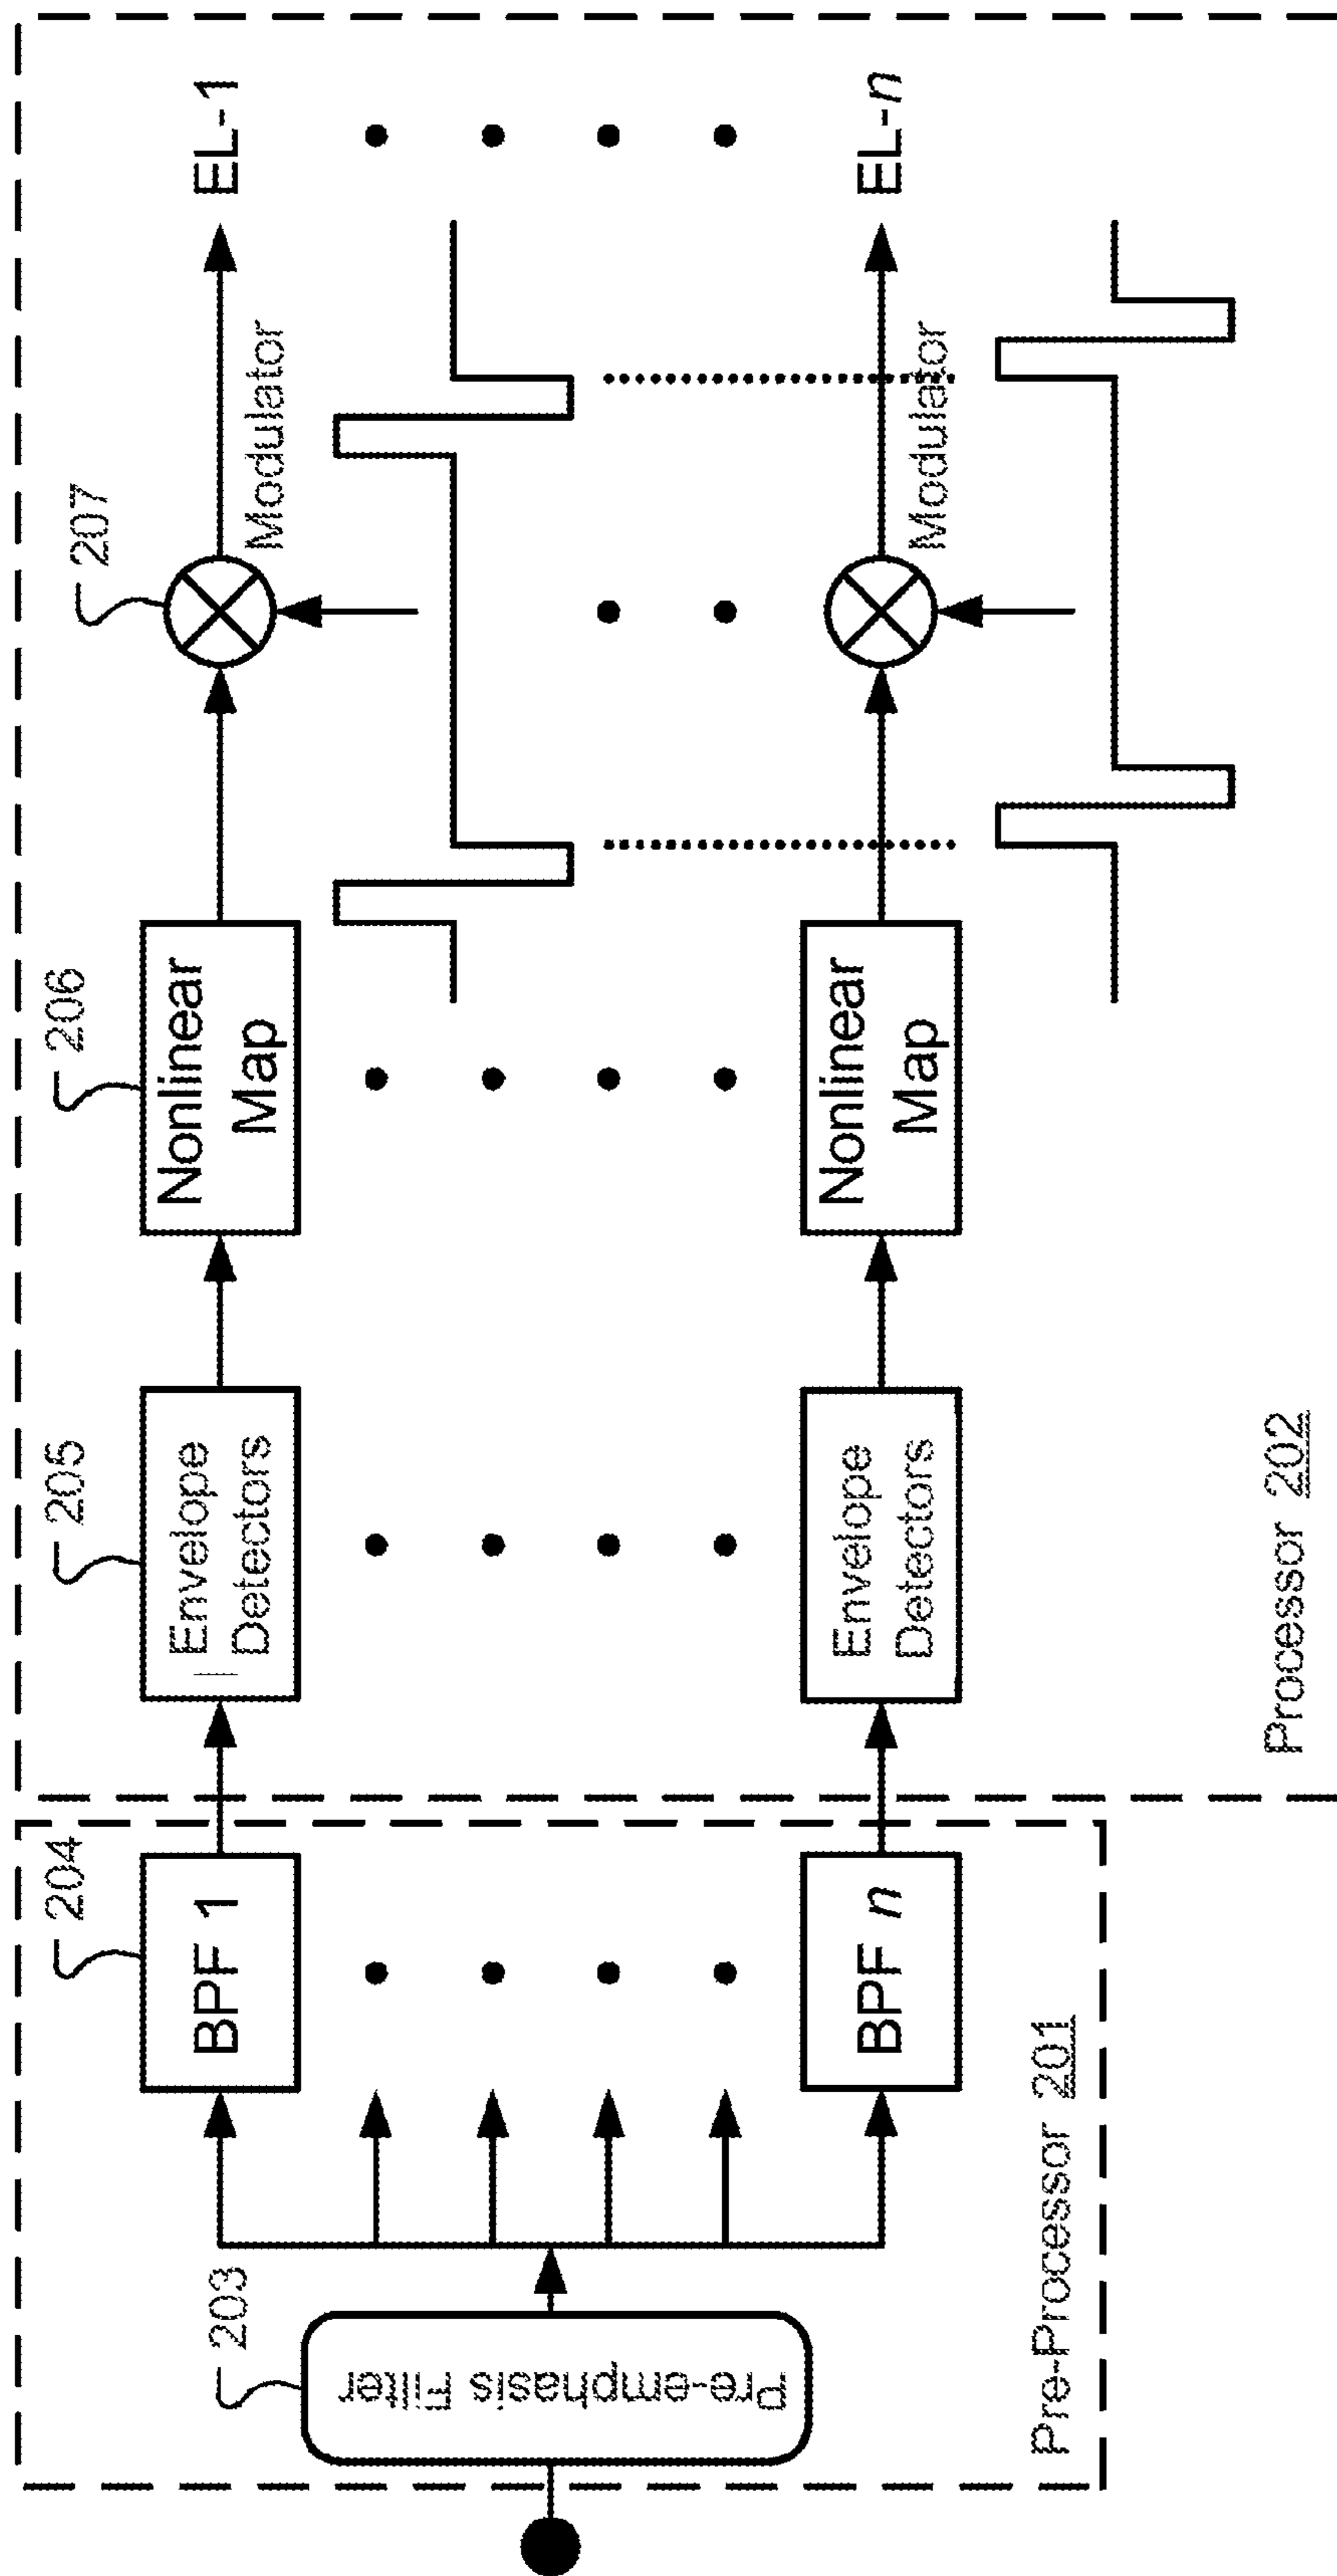 203
Pre-emphasis Filter
204
BPF 1
BPF n
Pre-Processor 201
205
Envelope
Detectors
Envelope
Detectors
206
Nonlinear
Map
Nonlinear
Map
207
Modulator
Modulator
EL-1
EL-n
Processor 202